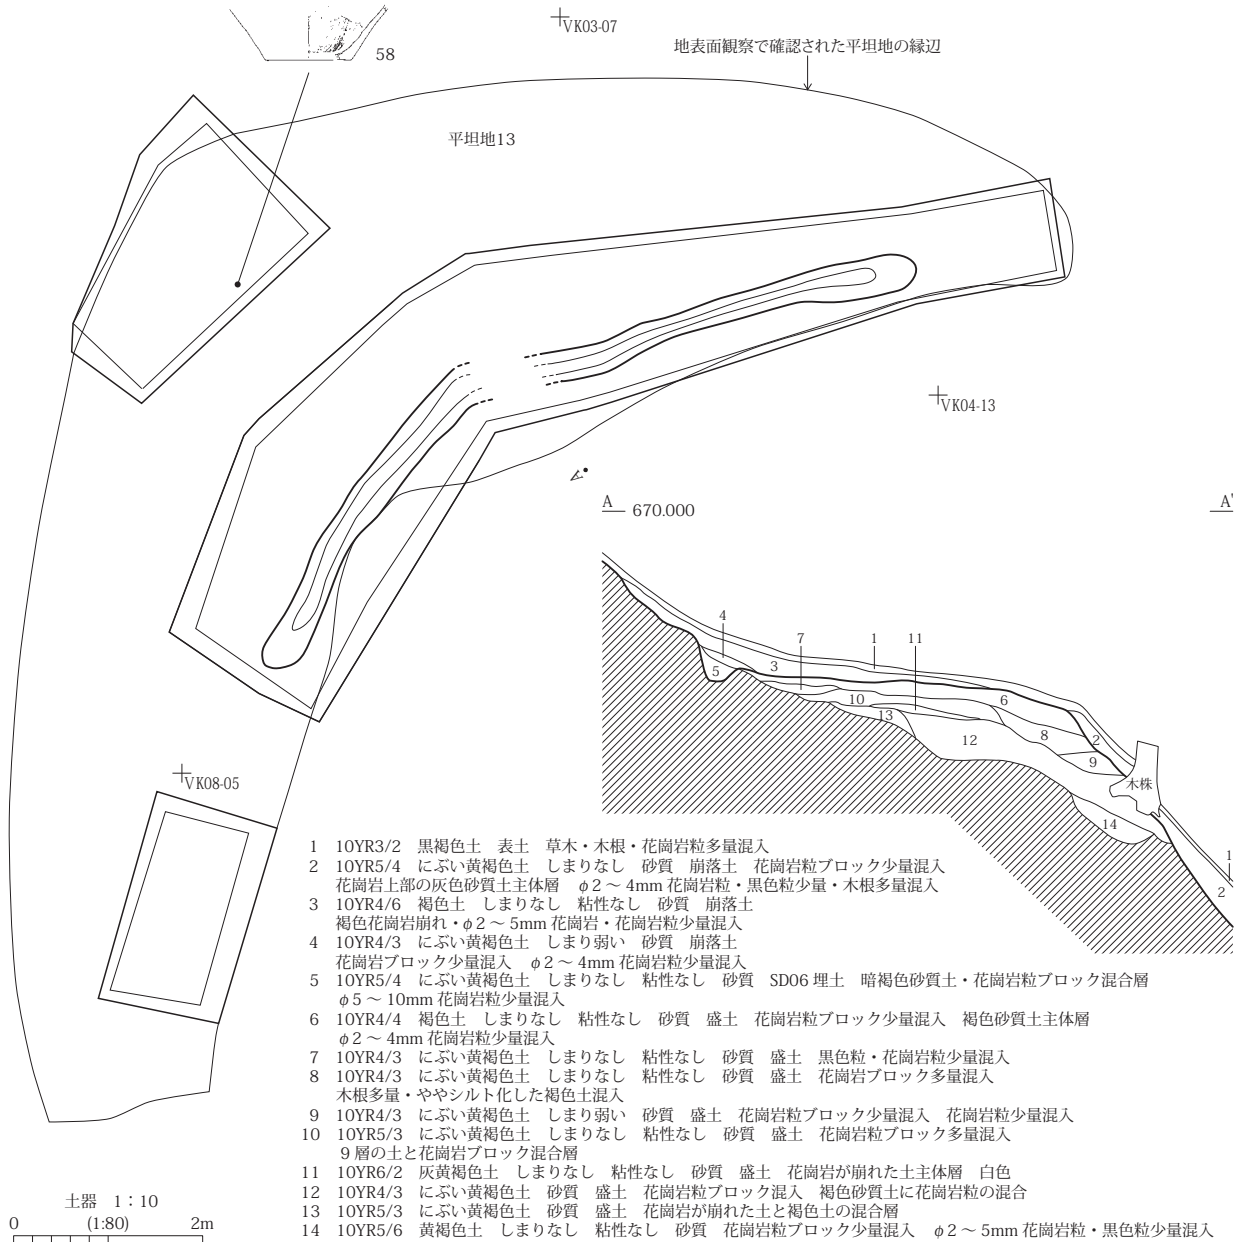 58
VK03-07
地表面観察で確認された平坦地の縁辺
平坦地13
VK04-13
A
A 670.000 A'
4
7 1 11
5 3
10 6
13
12 8 2
9
木株
14
1
2
VK08-05
1 10YR3/2 黒褐色土 表土 草木・木根・花崗岩粒多量混入
2 10YR5/4 にぶい黄褐色土 しまりなし 砂質 崩落土 花崗岩粒ブロック少量混入
花崗岩上部の灰色砂質土主体層 φ2～4mm 花崗岩粒・黒色粒少量・木根多量混入
3 10YR4/6 褐色土 しまりなし 粘性なし 砂質 崩落土
褐色花崗岩崩れ・φ2～5mm 花崗岩・花崗岩粒少量混入
4 10YR4/3 にぶい黄褐色土 しまり弱い 砂質 崩落土
花崗岩ブロック少量混入 φ2～4mm 花崗岩粒少量混入
5 10YR5/4 にぶい黄褐色土 しまりなし 粘性なし 砂質 SD06 埋土 暗褐色砂質土・花崗岩粒ブロック混合層
φ5～10mm 花崗岩粒少量混入
6 10YR4/4 褐色土 しまりなし 粘性なし 砂質 盛土 花崗岩粒ブロック少量混入 褐色砂質土主体層
φ2～4mm 花崗岩粒少量混入
7 10YR4/3 にぶい黄褐色土 しまりなし 粘性なし 砂質 盛土 黒色粒・花崗岩粒少量混入
8 10YR4/3 にぶい黄褐色土 しまりなし 粘性なし 砂質 盛土 花崗岩ブロック多量混入
木根多量・ややシルト化した褐色土混入
9 10YR4/3 にぶい黄褐色土 しまり弱い 砂質 盛土 花崗岩粒ブロック少量混入 花崗岩粒少量混入
10 10YR5/3 にぶい黄褐色土 しまりなし 粘性なし 砂質 盛土 花崗岩粒ブロック多量混入
9層の土と花崗岩ブロック混合層
11 10YR6/2 灰黄褐色土 しまりなし 粘性なし 砂質 盛土 花崗岩が崩れた土主体層 白色
12 10YR4/3 にぶい黄褐色土 砂質 盛土 花崗岩粒ブロック混入 褐色砂質土に花崗岩粒の混合
13 10YR5/3 にぶい黄褐色土 砂質 盛土 花崗岩が崩れた土と褐色土の混合層
14 10YR5/6 黄褐色土 しまりなし 粘性なし 砂質 花崗岩粒ブロック少量混入 φ2～5mm 花崗岩粒・黒色粒少量混入
土器 1：10
0 (1:80) 2m